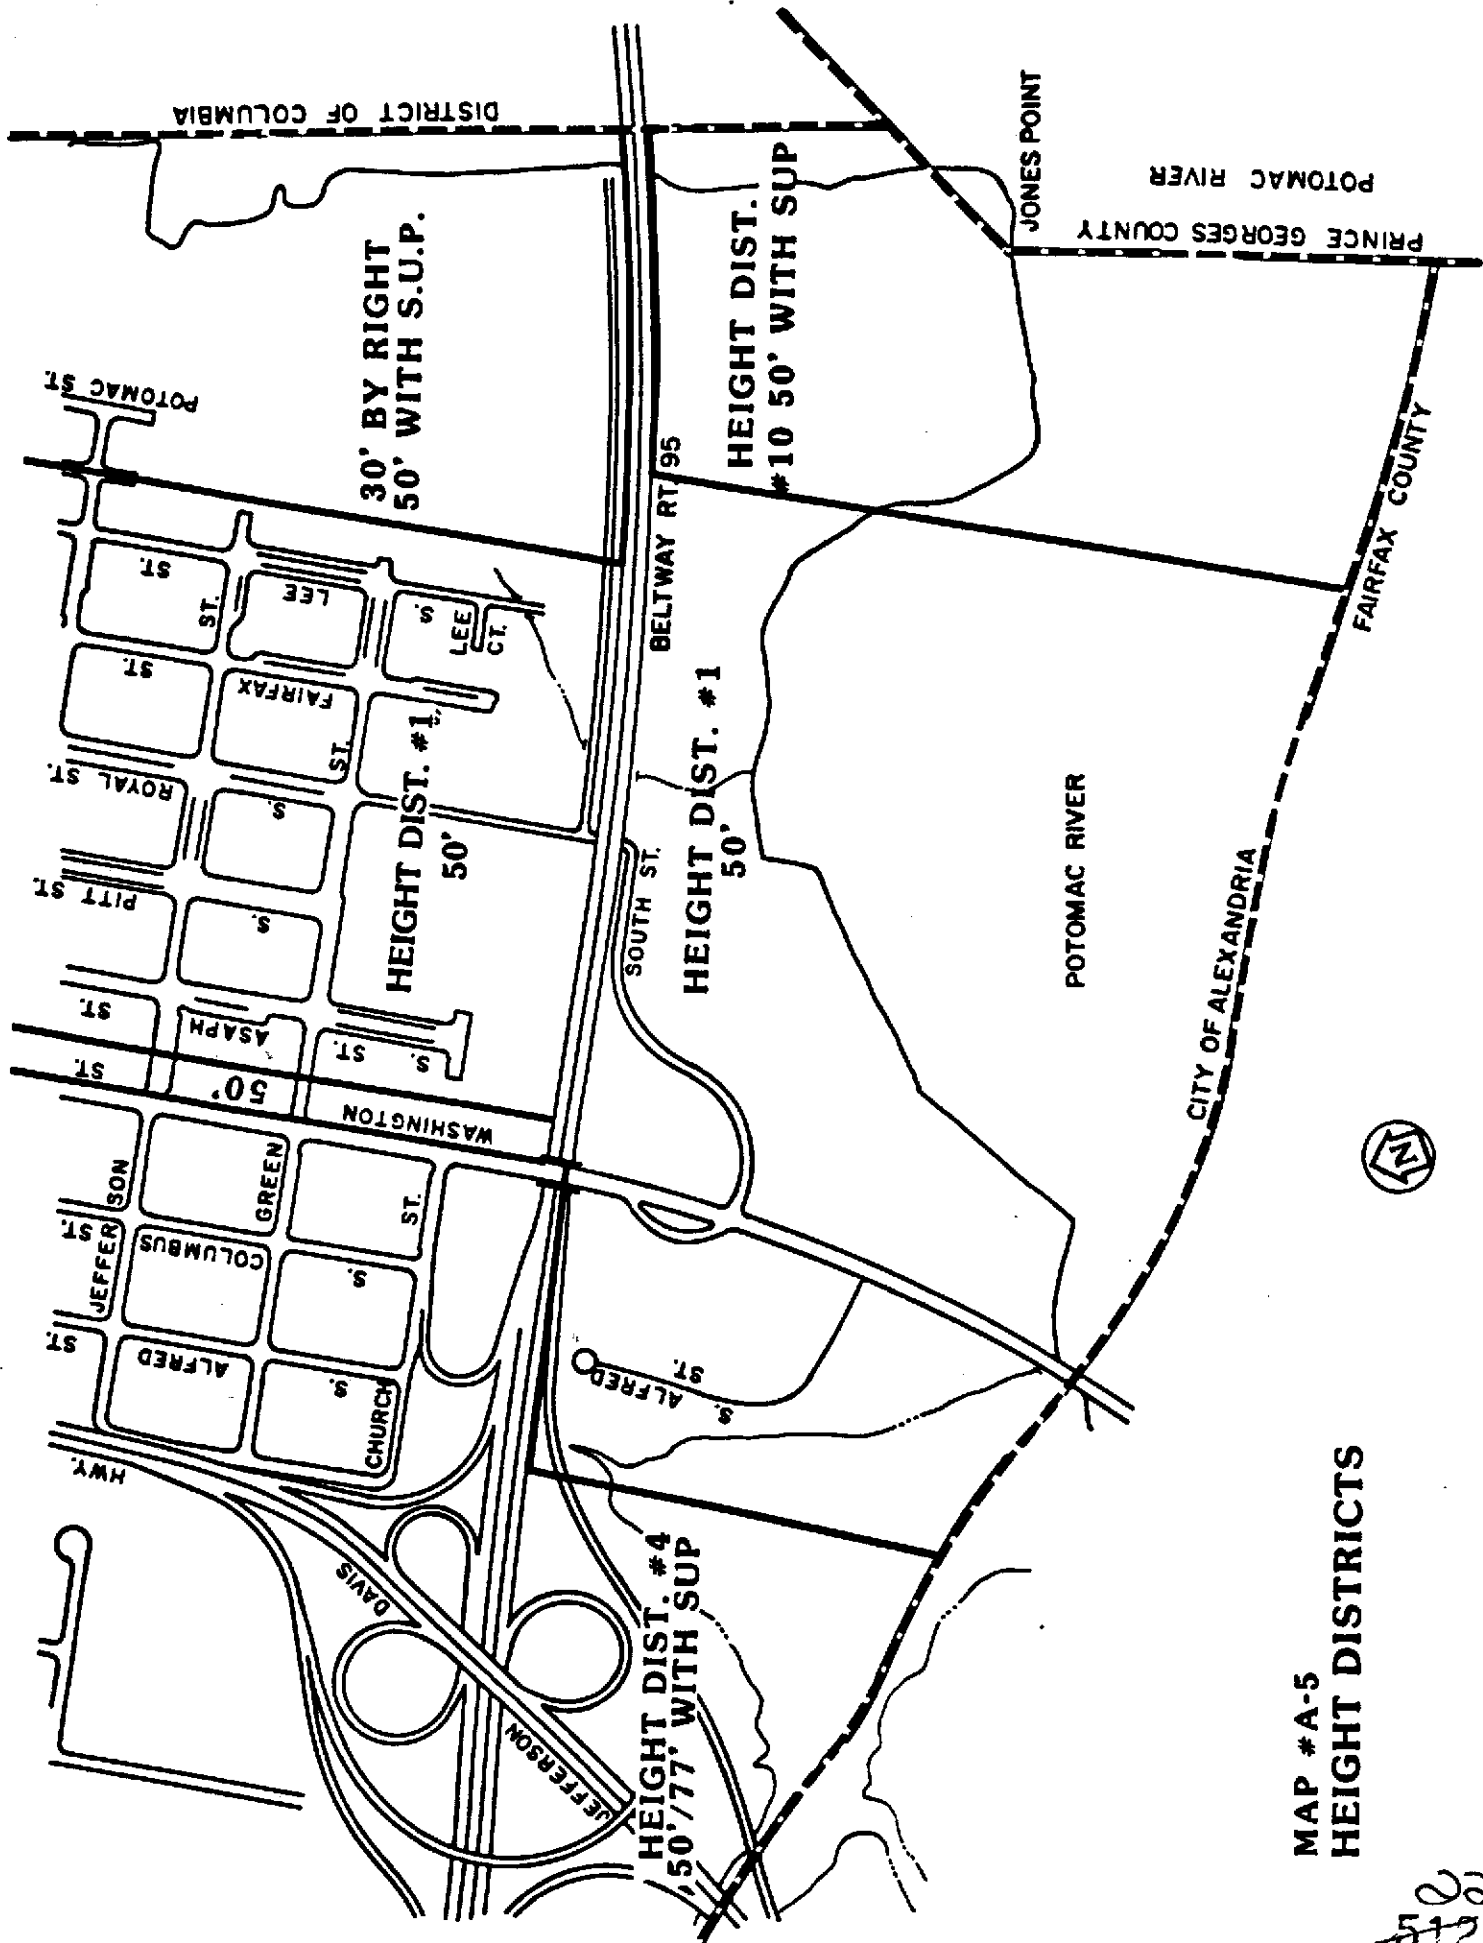 DISTRICT OF COLUMBIA
30' BY RIGHT
50' WITH S.U.P.
POTOMAC ST.
HEIGHT DIST.
#10 50' WITH SUP
JONES POINT
POTOMAC RIVER
PRINCE GEORGES COUNTY
BELTWAY RT. 95
FAIRFAX COUNTY
ST.
ST.
LEE
S.
LEE
CT.
ST.
FAIRFAX
ST.
ROYAL ST.
S.
PITT ST.
S.
HEIGHT DIST. #1
50'
HEIGHT DIST. #1
50'
SOUTH ST.
POTOMAC RIVER
CITY OF ALEXANDRIA
ST.
ASAPH
ST.
S.
ST.
50'
WASHINGTON
JEFFERSON
GREEN
ST.
ST.
COLUMBUS
S.
ST.
ALFRED
S.
CHURCH
S. ALFRED ST.
HWY.
DAVIS
JEFFERSON
HEIGHT DIST. #4
50'/77' WITH SUP
N
MAP #A-5
HEIGHT DISTRICTS